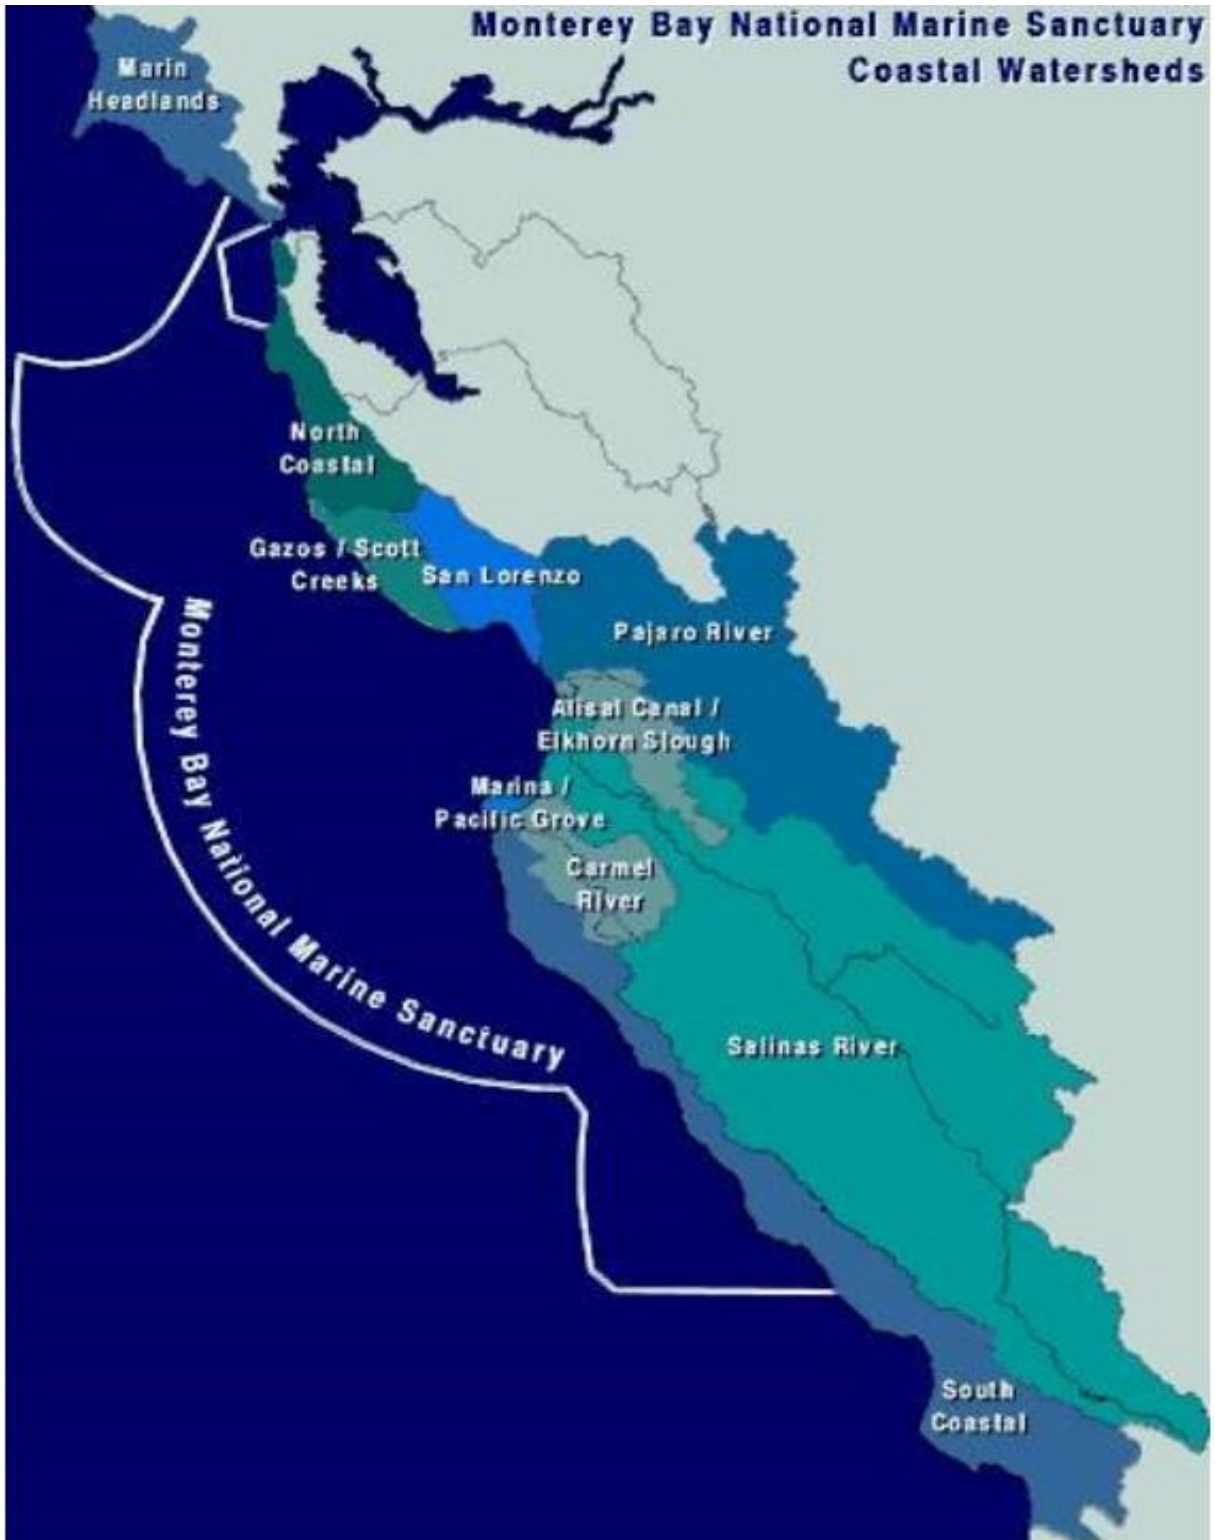 Monterey Bay National Marine Sanctuary
Coastal Watersheds
Marin
Headlands
North
Coastal
Gazos / Scott
Creeks
San Lorenzo
Pajaro River
Alisal Canal /
Elkhorn Slough
Marina /
Pacific Grove
Carmel
River
Monterey Bay National Marine Sanctuary
Salinas River
South
Coastal